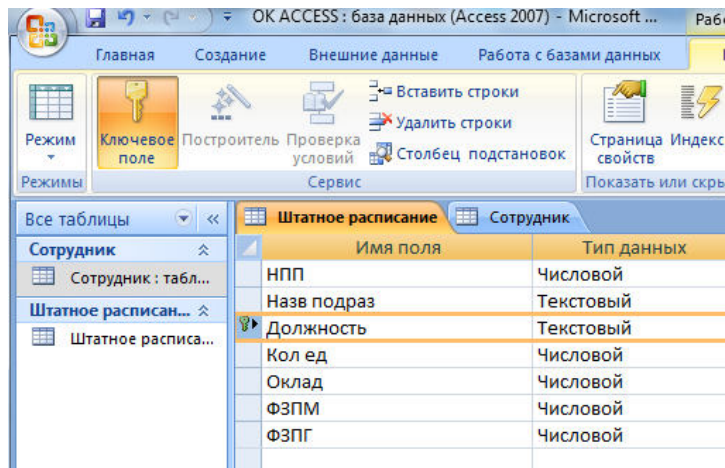 OK ACCESS : база данных (Access 2007) - Microsoft ...
Главная Создание Внешние данные Работа с базами данных
Режим
Ключевое поле
Построитель
Проверка условий
Вставить строки
Удалить строки
Столбец подстановок
Страница свойств
Режимы Сервис Показать или
Все таблицы
Штатное расписание Сотрудник
Имя поля Тип данных
Сотрудник
Сотрудник : табл...
Штатное расписан...
Штатное расписа...
НПП Числовой
Назв подраз Текстовый
Должность Текстовый
Кол ед Числовой
Оклад Числовой
ФЗПМ Числовой
ФЗПГ Числовой